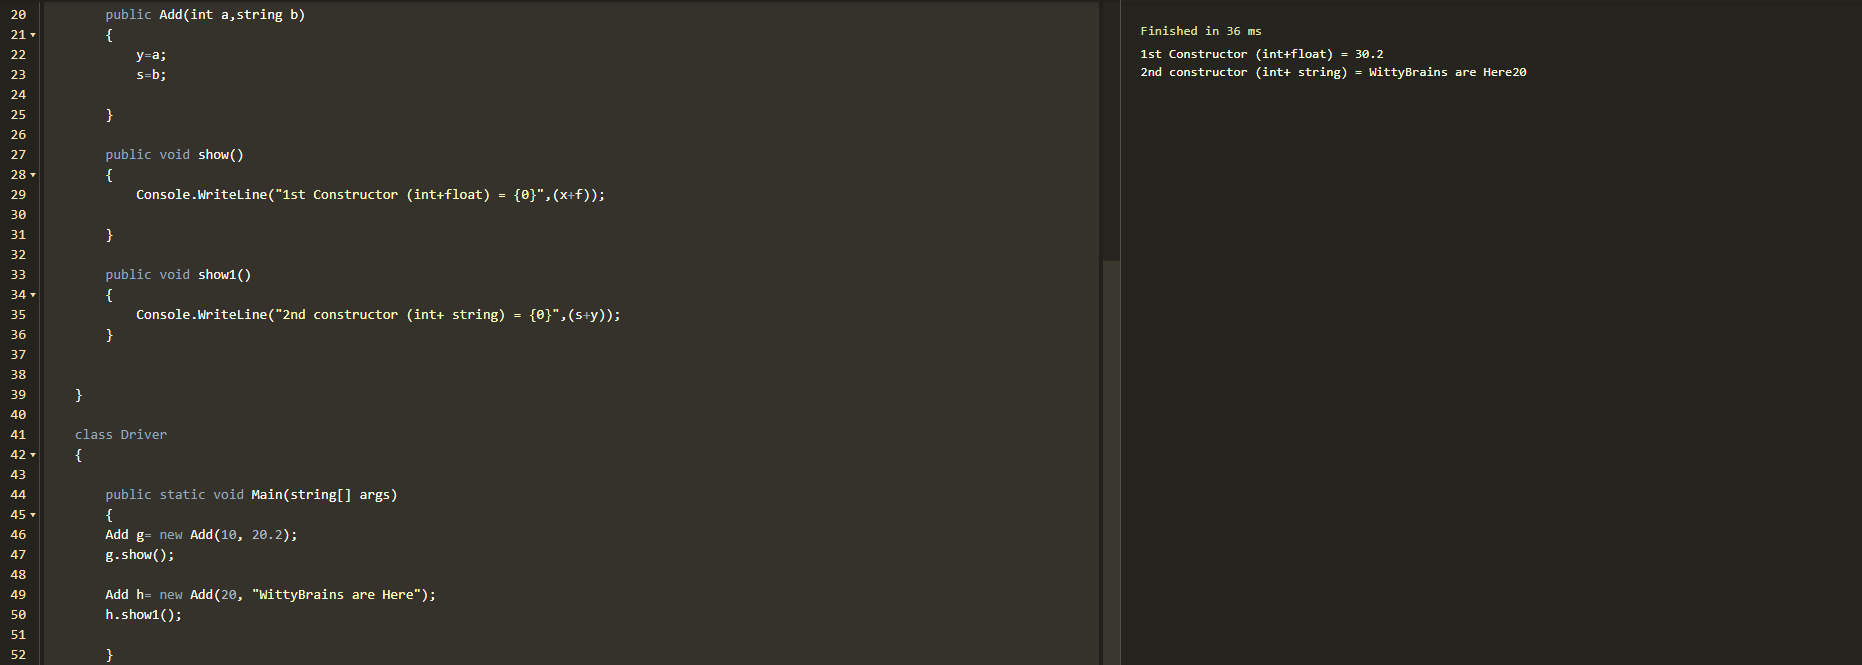 20 public Add(int a,string b)
21 {
22 y=a;
23 s=b;
24
25 }
26
27 public void show()
28 {
29 Console.WriteLine("1st Constructor (int+float) = {0}",(x+f));
30
31 }
32
33 public void show1()
34 {
35 Console.WriteLine("2nd constructor (int+ string) = {0}",(s+y));
36 }
37
38
39 }
40
41 class Driver
42 {
43
44 public static void Main(string[] args)
45 {
46 Add g= new Add(10, 20.2);
47 g.show();
48
49 Add h= new Add(20, "WittyBrains are Here");
50 h.show1();
51
52 }
Finished in 36 ms
1st Constructor (int+float) = 30.2
2nd constructor (int+ string) = WittyBrains are Here20